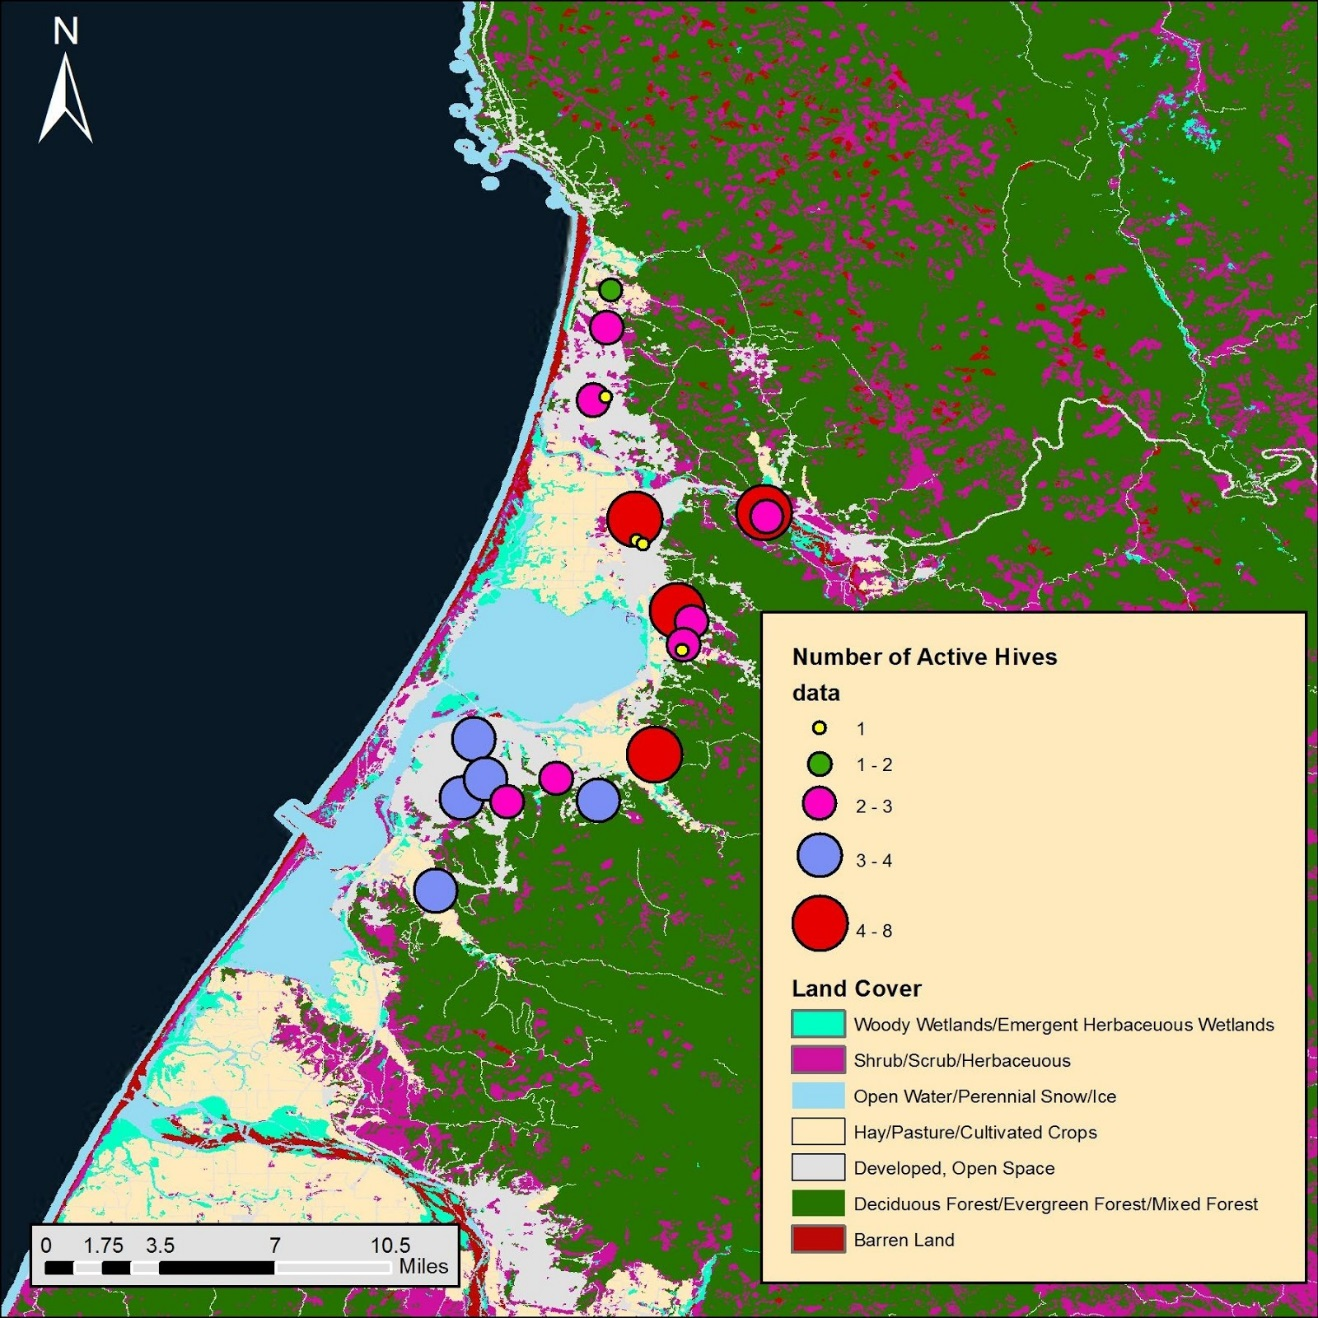 N
Number of Active Hives
data
1
1 - 2
2 - 3
3 - 4
4 - 8
Land Cover
Woody Wetlands/Emergent Herbaceuous Wetlands
Shrub/Scrub/Herbaceuous
Open Water/Perennial Snow/Ice
Hay/Pasture/Cultivated Crops
Developed, Open Space
Deciduous Forest/Evergreen Forest/Mixed Forest
Barren Land
0 1.75 3.5 7 10.5
Miles